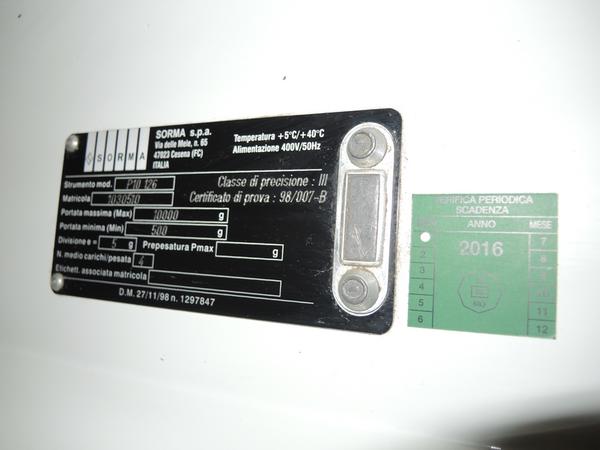 SORMA
SORMA s.p.a.
Via delle Mele, n. 65
47023 Cesena (FC)
ITALIA
Temperatura +5°C/+40°C
Alimentazione 400V/50Hz
Strumento mod. P10 126
Classe di precisione : III
Matricola 1030500
Certificato di prova : 98/007-B
Portata massima (Max) 10000 g
Portata minima (Min) 500 g
Divisione e = 5 g Prepesatura Pmax g
N. medio carichi/pesata 4
Etichett. associata matricola
D.M. 27/11/98 n. 1297847
VERIFICA PERIODICA
SCADENZA
ANNO MESE
2016
7
2 8
3 9
4 10
5 11
6 12